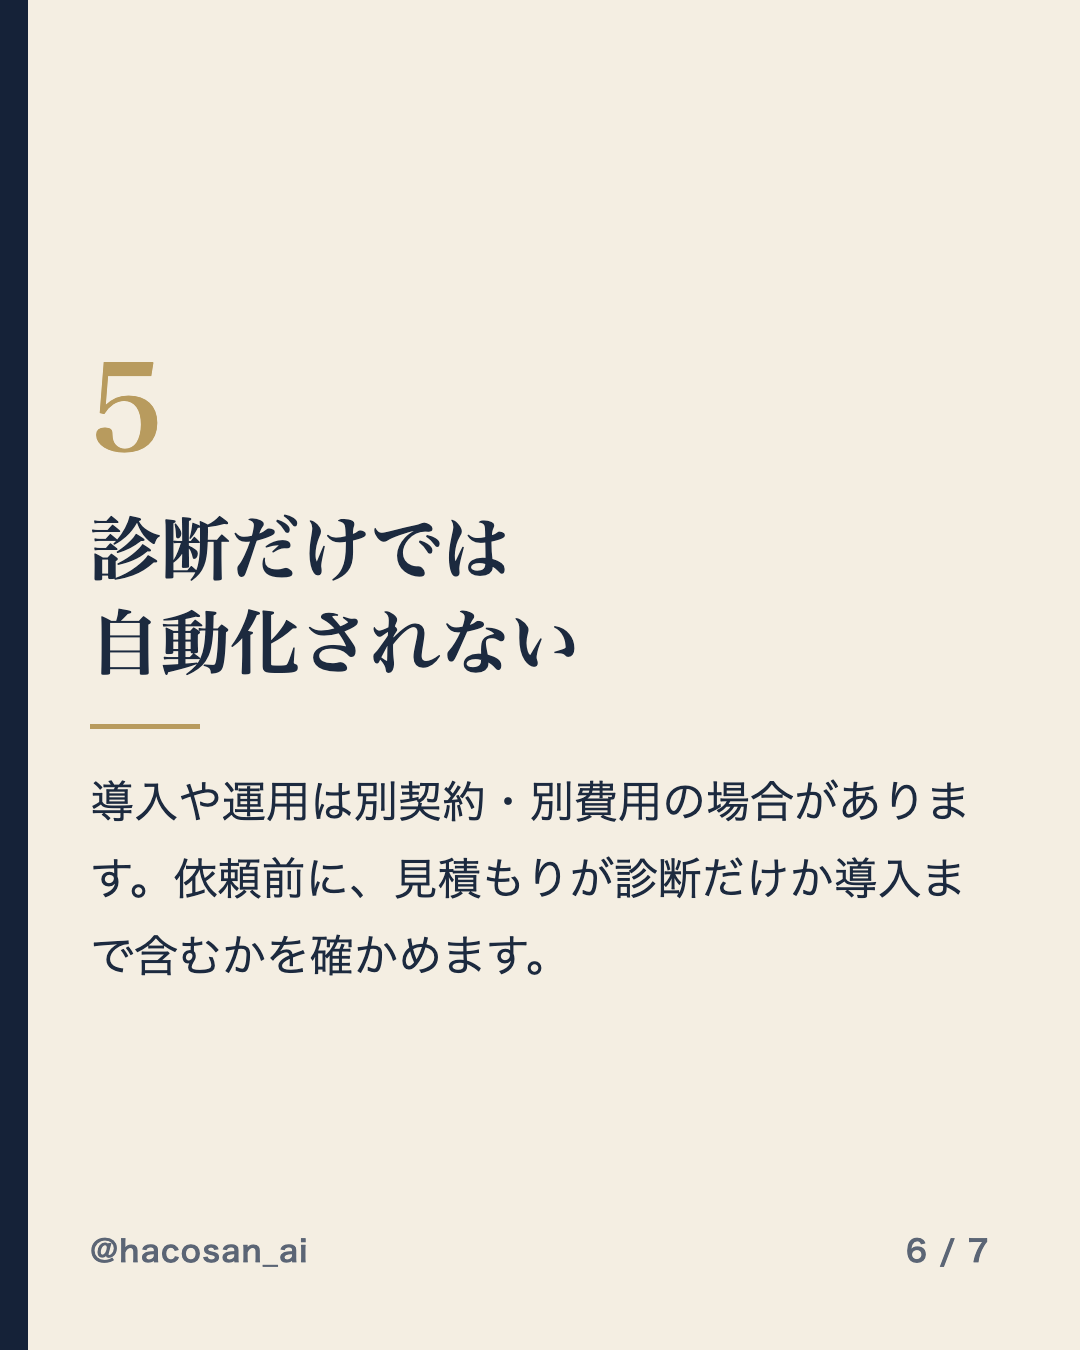 5
診断だけでは
自動化されない
導入や運用は別契約・別費用の場合がありま
す。依頼前に、見積もりが診断だけか導入ま
で含むかを確かめます。
@hacosan_ai
6 / 7